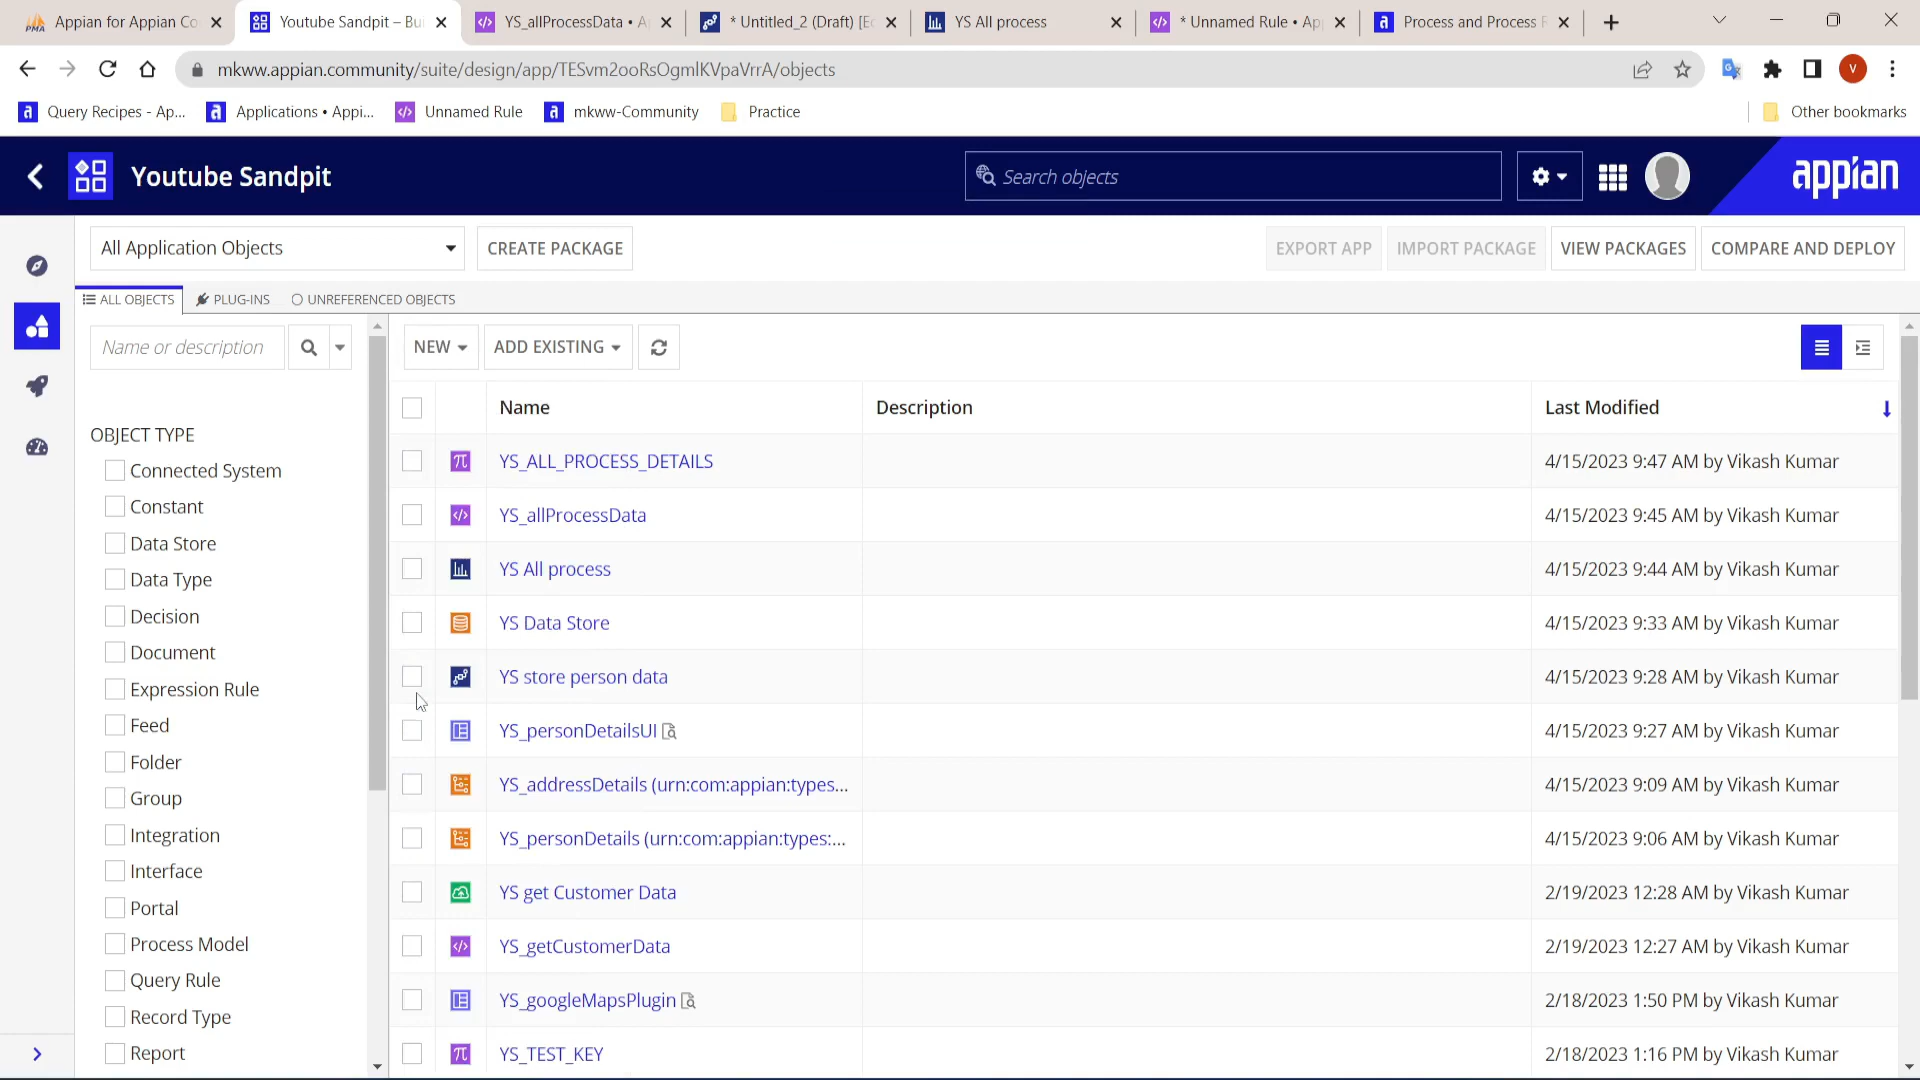 Appian for Appian Co
Youtube Sandpit – Bui
YS_allProcessData • A
* Untitled_2 (Draft) [Ec
YS All process
* Unnamed Rule • App
Process and Process R
mkww.appian.community/suite/design/app/TESvm2ooRsOgmlKVpaVrrA/objects
V
Query Recipes - Ap...
Applications • Appi...
Unnamed Rule
mkww-Community
Practice
Other bookmarks
Youtube Sandpit
Search objects
appian
All Application Objects
CREATE PACKAGE
EXPORT APP
IMPORT PACKAGE
VIEW PACKAGES
COMPARE AND DEPLOY
ALL OBJECTS
PLUG-INS
UNREFERENCED OBJECTS
Name or description
NEW
ADD EXISTING
OBJECT TYPE
Connected System
Constant
Data Store
Data Type
Decision
Document
Expression Rule
Feed
Folder
Group
Integration
Interface
Portal
Process Model
Query Rule
Record Type
Report
Name Description Last Modified
YS_ALL_PROCESS_DETAILS 4/15/2023 9:47 AM by Vikash Kumar
YS_allProcessData 4/15/2023 9:45 AM by Vikash Kumar
YS All process 4/15/2023 9:44 AM by Vikash Kumar
YS Data Store 4/15/2023 9:33 AM by Vikash Kumar
YS store person data 4/15/2023 9:28 AM by Vikash Kumar
YS_personDetailsUI 4/15/2023 9:27 AM by Vikash Kumar
YS_addressDetails (urn:com:appian:types... 4/15/2023 9:09 AM by Vikash Kumar
YS_personDetails (urn:com:appian:types:... 4/15/2023 9:06 AM by Vikash Kumar
YS get Customer Data 2/19/2023 12:28 AM by Vikash Kumar
YS_getCustomerData 2/19/2023 12:27 AM by Vikash Kumar
YS_googleMapsPlugin 2/18/2023 1:50 PM by Vikash Kumar
YS_TEST_KEY 2/18/2023 1:16 PM by Vikash Kumar